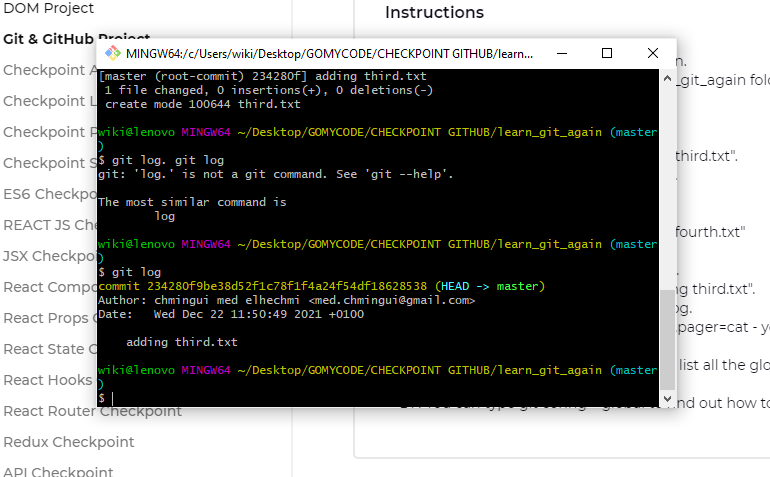 DOM Project
Git & GitHub Project
Checkpoint A
Checkpoint L
Checkpoint P
Checkpoint S
ES6 Checkpo
REACT JS Che
JSX Checkpoi
React Compo
React Props C
React State C
React Hooks C
React Router Checkpoint
Redux Checkpoint
API Checkpoint
Instructions
n.
_git_again fold
third.txt".
fourth.txt"
ng third.txt".
og.
.pager=cat - yo
list all the glo
nd out how to
MINGW64:/c/Users/wiki/Desktop/GOMYCODE/CHECKPOINT GITHUB/learn_...
[master (root-commit) 234280f] adding third.txt
1 file changed, 0 insertions(+), 0 deletions(-)
create mode 100644 third.txt
wiki@lenovo MINGW64 ~/Desktop/GOMYCODE/CHECKPOINT GITHUB/learn_git_again (master
)
$ git log. git log
git: 'log.' is not a git command. See 'git --help'.
The most similar command is
log
wiki@lenovo MINGW64 ~/Desktop/GOMYCODE/CHECKPOINT GITHUB/learn_git_again (master
)
$ git log
commit 234280f9be38d52f1c78f1f4a24f54df18628538 (HEAD -> master)
Author: chmingui med elhechmi <med.chmingui@gmail.com>
Date:   Wed Dec 22 11:50:49 2021 +0100
adding third.txt
wiki@lenovo MINGW64 ~/Desktop/GOMYCODE/CHECKPOINT GITHUB/learn_git_again (master
)
$